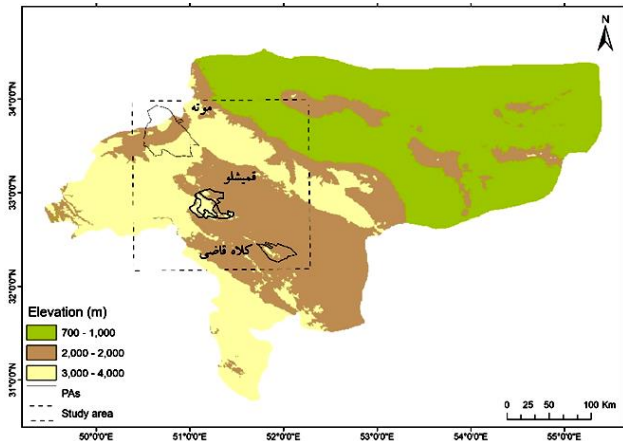 N
34°0'0"N
33°0'0"N
32°0'0"N
31°0'0"N
موته
قمیشلو
کلاه قاضی
Elevation (m)
700 - 1,000
2,000 - 2,000
3,000 - 4,000
PAs
Study area
0 25 50 100 Km
50°0'0"E 51°0'0"E 52°0'0"E 53°0'0"E 54°0'0"E 55°0'0"E